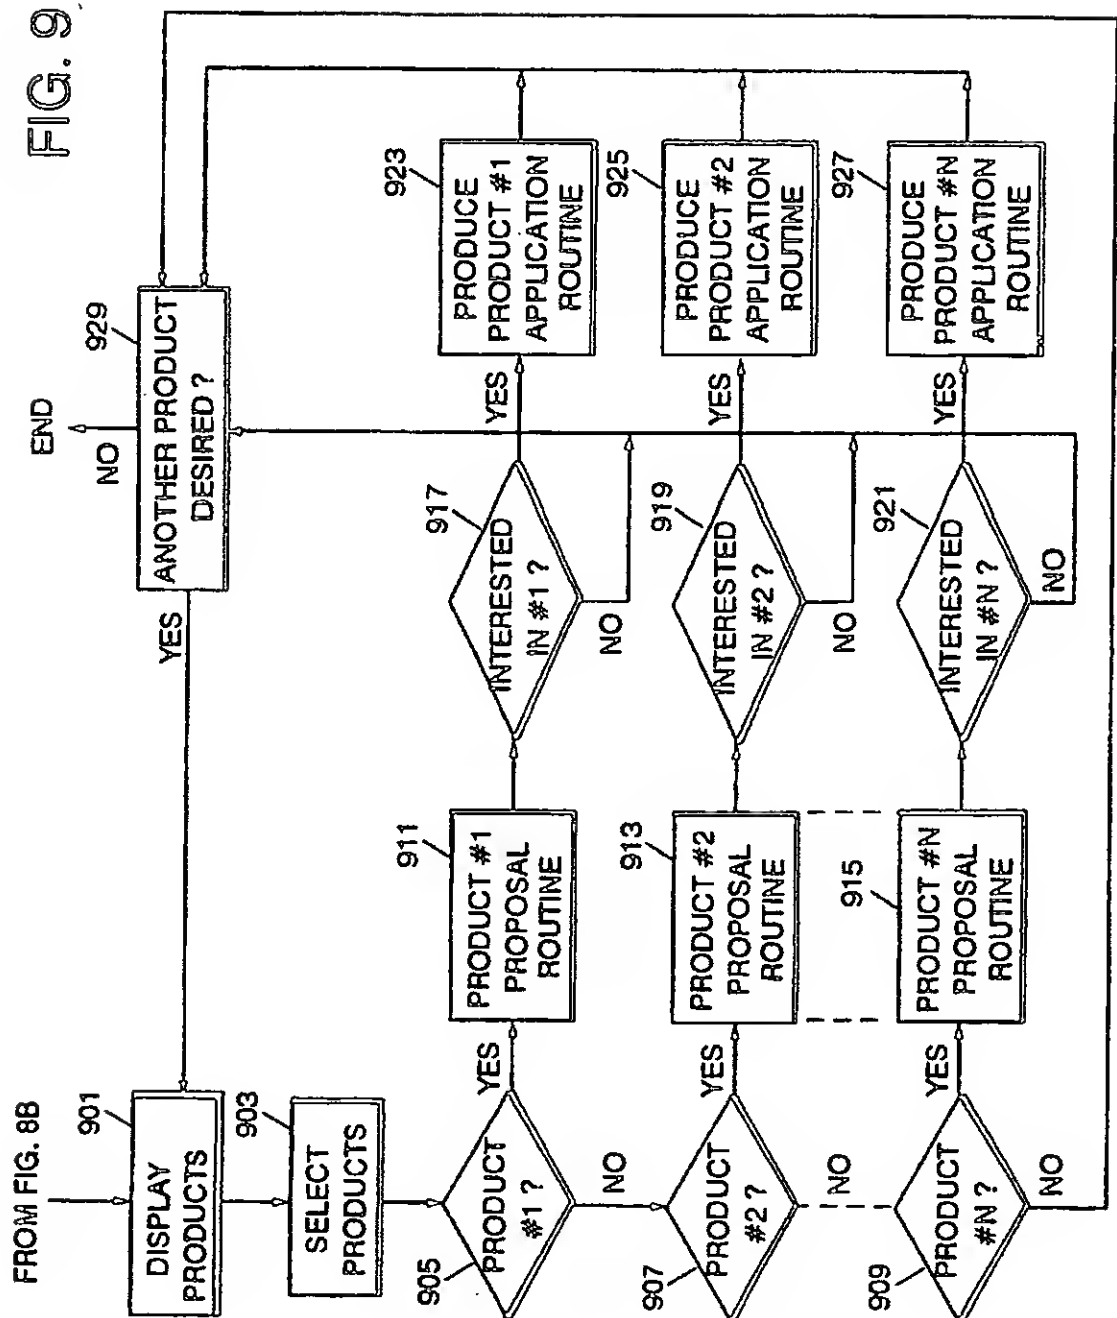 FIG. 9
FROM FIG. 8B
901
DISPLAY
PRODUCTS
903
SELECT
PRODUCTS
905
PRODUCT
#1?
YES
NO
911
PRODUCT #1
PROPOSAL
ROUTINE
917
INTERESTED
IN #1?
YES
NO
923
PRODUCE
PRODUCT #1
APPLICATION
ROUTINE
907
PRODUCT
#2?
YES
NO
913
PRODUCT #2
PROPOSAL
ROUTINE
919
INTERESTED
IN #2?
YES
NO
925
PRODUCE
PRODUCT #2
APPLICATION
ROUTINE
909
PRODUCT
#N?
YES
NO
915
PRODUCT #N
PROPOSAL
ROUTINE
921
INTERESTED
IN #N?
YES
NO
927
PRODUCE
PRODUCT #N
APPLICATION
ROUTINE
929
ANOTHER PRODUCT
DESIRED?
YES
NO
END